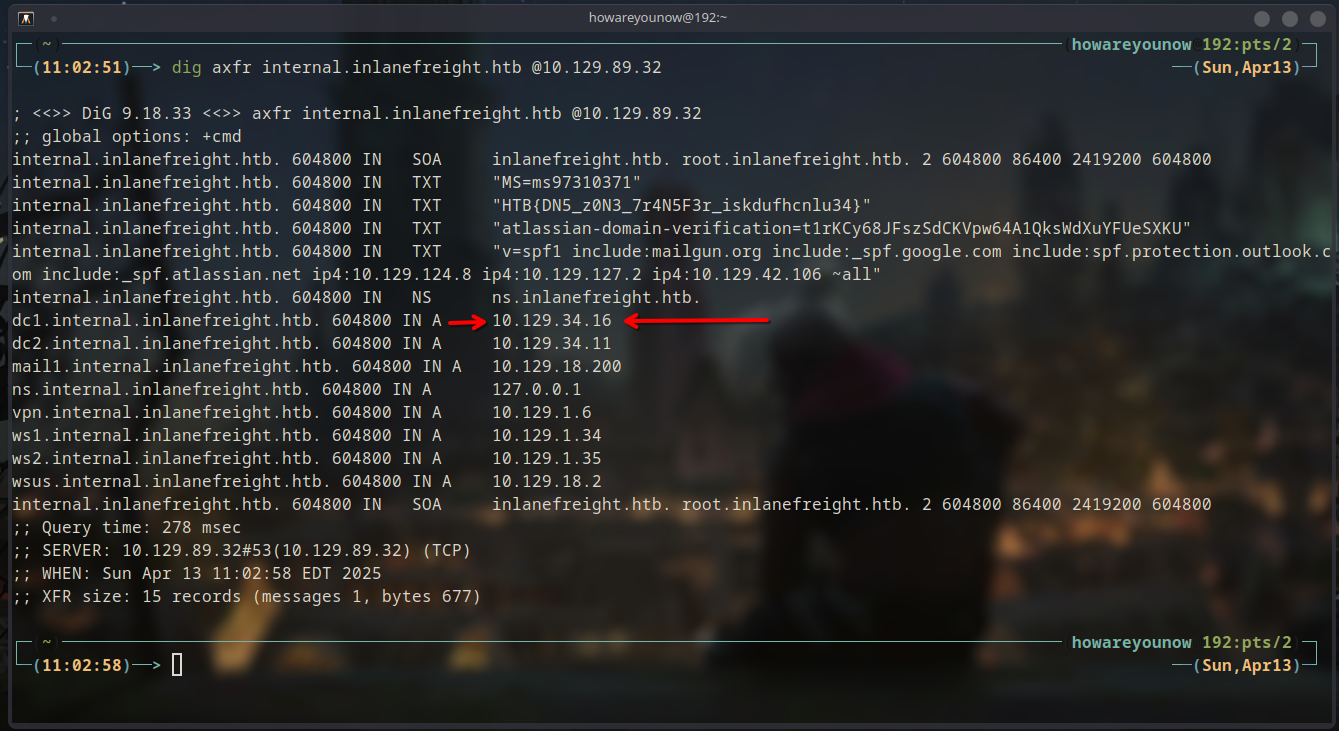 howareyounow@192:~
~ howareyounow 192:pts/2
(11:02:51)──> dig axfr internal.inlanefreight.htb @10.129.89.32 ─(Sun,Apr13)
; <<>> DiG 9.18.33 <<>> axfr internal.inlanefreight.htb @10.129.89.32
;; global options: +cmd
internal.inlanefreight.htb. 604800 IN SOA inlanefreight.htb. root.inlanefreight.htb. 2 604800 86400 2419200 604800
internal.inlanefreight.htb. 604800 IN TXT "MS=ms97310371"
internal.inlanefreight.htb. 604800 IN TXT "HTB{DN5_z0N3_7r4N5F3r_iskdufhcnlu34}"
internal.inlanefreight.htb. 604800 IN TXT "atlassian-domain-verification=t1rKCy68JFszSdCKVpw64A1QksWdXuYFUeSXKU"
internal.inlanefreight.htb. 604800 IN TXT "v=spf1 include:mailgun.org include:_spf.google.com include:spf.protection.outlook.c
om include:_spf.atlassian.net ip4:10.129.124.8 ip4:10.129.127.2 ip4:10.129.42.106 ~all"
internal.inlanefreight.htb. 604800 IN NS ns.inlanefreight.htb.
dc1.internal.inlanefreight.htb. 604800 IN A 10.129.34.16
dc2.internal.inlanefreight.htb. 604800 IN A 10.129.34.11
mail1.internal.inlanefreight.htb. 604800 IN A 10.129.18.200
ns.internal.inlanefreight.htb. 604800 IN A 127.0.0.1
vpn.internal.inlanefreight.htb. 604800 IN A 10.129.1.6
ws1.internal.inlanefreight.htb. 604800 IN A 10.129.1.34
ws2.internal.inlanefreight.htb. 604800 IN A 10.129.1.35
wsus.internal.inlanefreight.htb. 604800 IN A 10.129.18.2
internal.inlanefreight.htb. 604800 IN SOA inlanefreight.htb. root.inlanefreight.htb. 2 604800 86400 2419200 604800
;; Query time: 278 msec
;; SERVER: 10.129.89.32#53(10.129.89.32) (TCP)
;; WHEN: Sun Apr 13 11:02:58 EDT 2025
;; XFR size: 15 records (messages 1, bytes 677)
~ howareyounow 192:pts/2
(11:02:58)──> ─(Sun,Apr13)